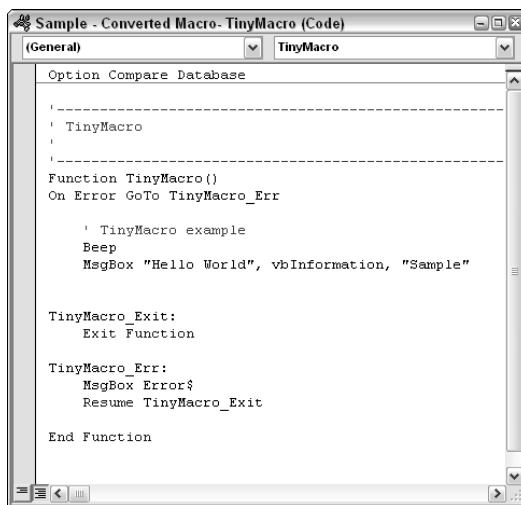 Sample - Converted Macro- TinyMacro (Code)
(General) TinyMacro
Option Compare Database
'------------------------------------------------------------
' TinyMacro
'
'------------------------------------------------------------
Function TinyMacro()
On Error GoTo TinyMacro_Err
' TinyMacro example
Beep
MsgBox "Hello World", vbInformation, "Sample"
TinyMacro_Exit:
Exit Function
TinyMacro_Err:
MsgBox Error$
Resume TinyMacro_Exit
End Function